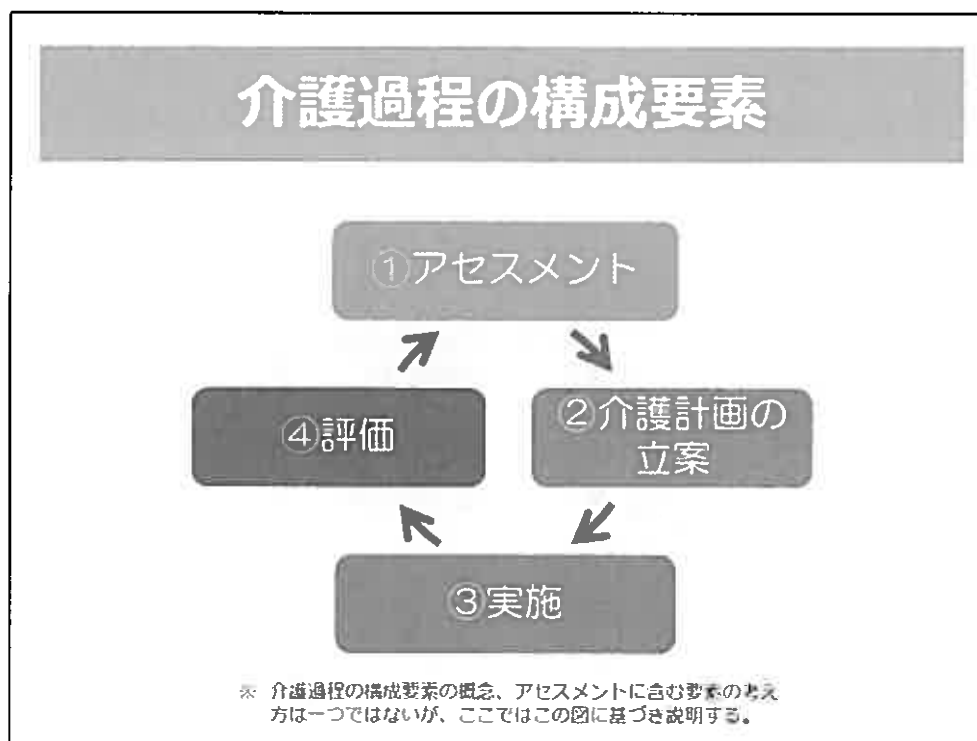 介護過程の構成要素
①アセスメント
②介護計画の
立案
③実施
④評価
※ 介護過程の構成要素の概念、アセスメントに含む要素の考え
方は一つではないが、ここではこの図に基づき説明する。